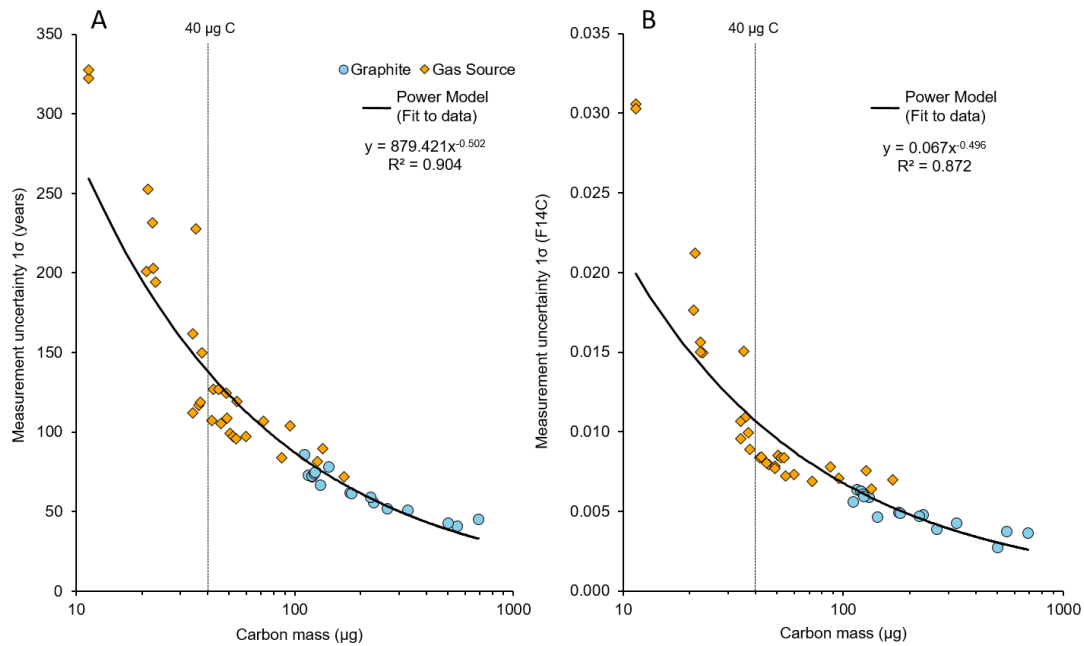 A
40 µg C
Graphite
Gas Source
Power Model
(Fit to data)
y = 879.421x^-0.502
R² = 0.904
350
300
250
200
150
100
50
0
10
100
1000
Measurement uncertainty 1σ (years)
Carbon mass (µg)
B
40 µg C
Power Model
(Fit to data)
y = 0.067x^-0.496
R² = 0.872
0.035
0.030
0.025
0.020
0.015
0.010
0.005
0.000
10
100
1000
Measurement uncertainty 1σ (F14C)
Carbon mass (µg)